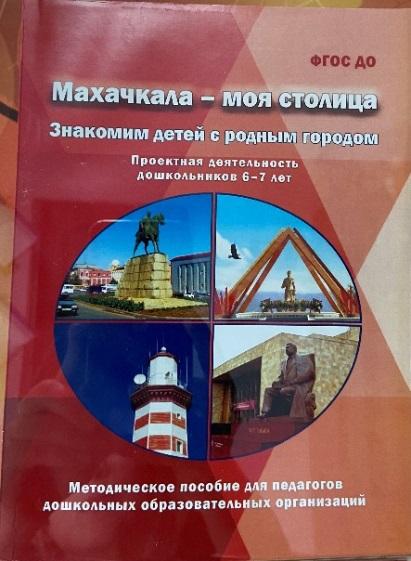 ФГОС ДО
Махачкала – моя столица
Знакомим детей с родным городом
Проектная деятельность
дошкольников 6–7 лет
Методическое пособие для педагогов
дошкольных образовательных организаций